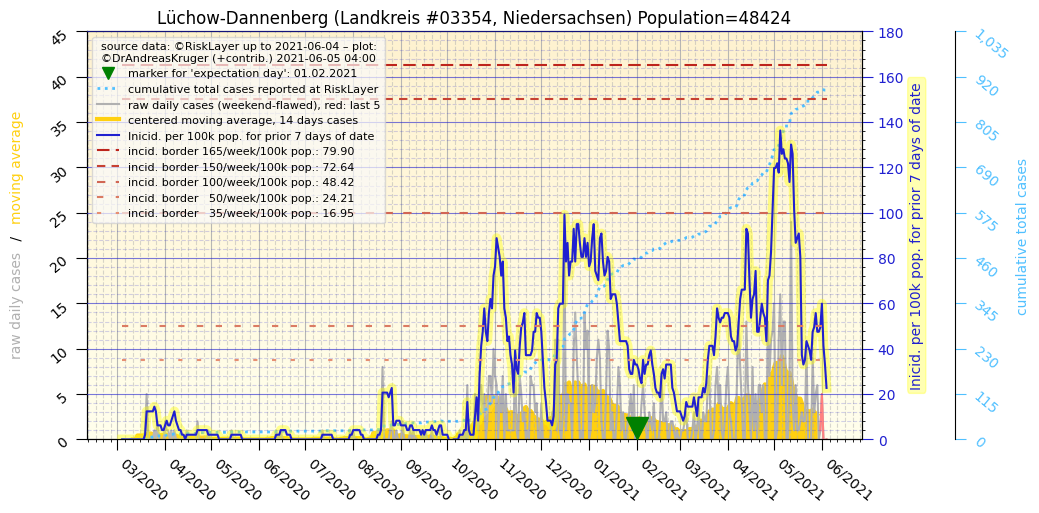 Lüchow-Dannenberg (Landkreis #03354, Niedersachsen) Population=48424
source data: ©RiskLayer up to 2021-06-04 – plot:
©DrAndreasKruger (+contrib.) 2021-06-05 04:00
marker for 'expectation day': 01.02.2021
cumulative total cases reported at RiskLayer
raw daily cases (weekend-flawed), red: last 5
centered moving average, 14 days cases
Inicid. per 100k pop. for prior 7 days of date
incid. border 165/week/100k pop.: 79.90
incid. border 150/week/100k pop.: 72.64
incid. border 100/week/100k pop.: 48.42
incid. border   50/week/100k pop.: 24.21
incid. border   35/week/100k pop.: 16.95
raw daily cases   /   moving average
45
40
35
30
25
20
15
10
5
0
03/2020
04/2020
05/2020
06/2020
07/2020
08/2020
09/2020
10/2020
11/2020
12/2020
01/2021
02/2021
03/2021
04/2021
05/2021
06/2021
180
160
140
120
100
80
60
40
20
0
Inicid. per 100k pop. for prior 7 days of date
1,035
920
805
690
575
460
345
230
115
0
cumulative total cases